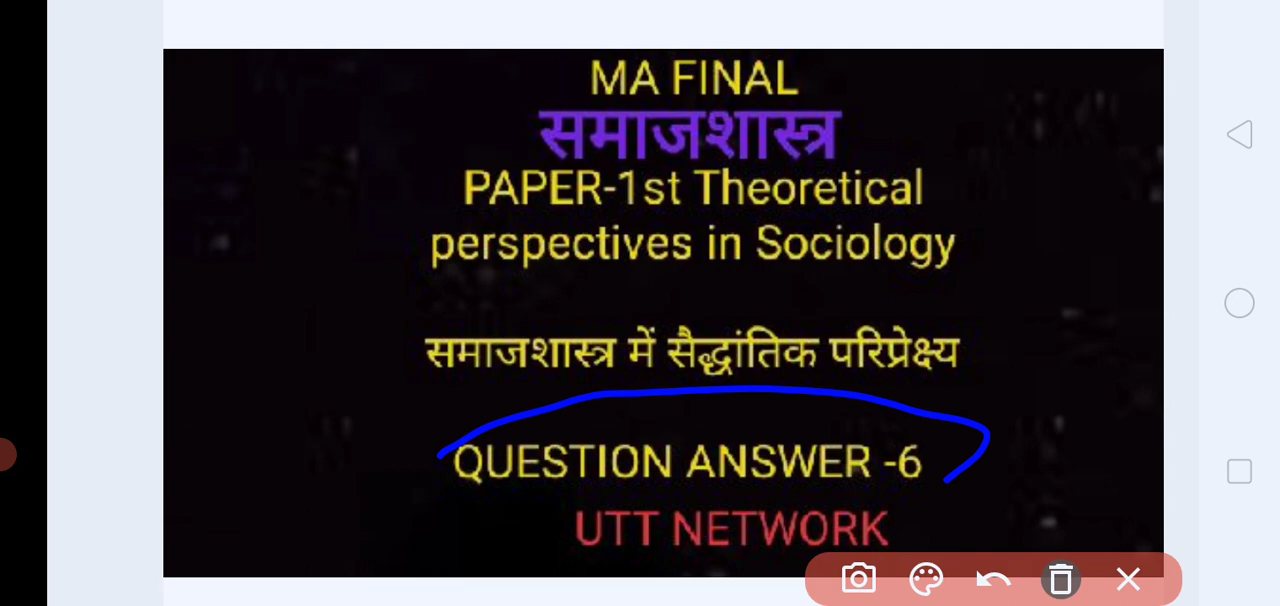 MA FINAL
समाजशास्त्र
PAPER-1st Theoretical
perspectives in Sociology
समाजशास्त्र में सैद्धांतिक परिप्रेक्ष्य
QUESTION ANSWER -6
UTT NETWORK